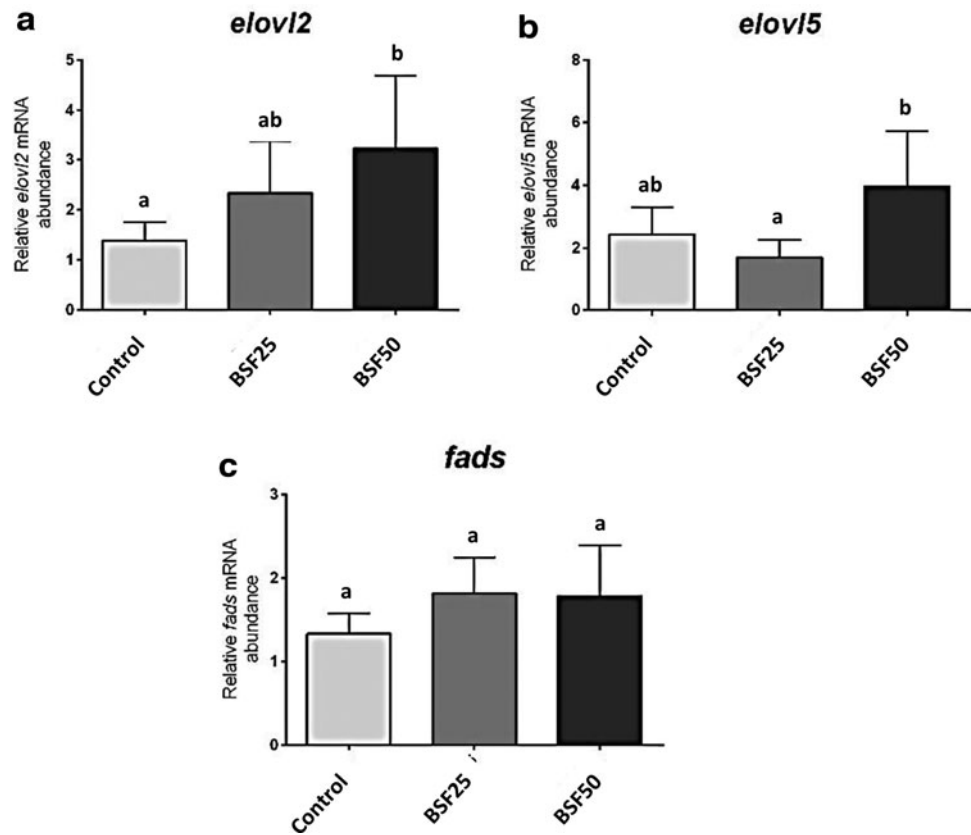 a
elovl2
Relative elovl2 mRNA
abundance
5
4
3
2
1
0
a
ab
b
Control
BSF25
BSF50
b
elovl5
Relative elovl5 mRNA
abundance
8
6
4
2
0
ab
a
b
Control
BSF25
BSF50
c
fads
Relative fads mRNA
abundance
3
2
1
0
a
a
a
Control
BSF25
BSF50